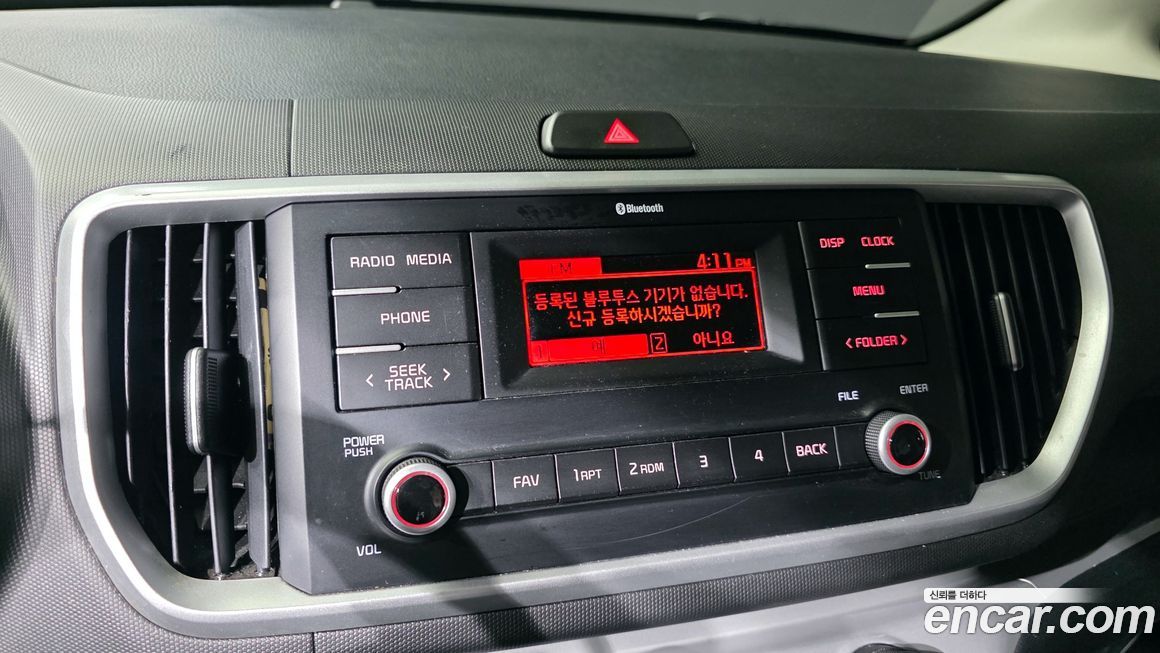 Bluetooth
RADIO MEDIA
PHONE
< SEEK TRACK >
FM 4:11 PM
등록된 블루투스 기기가 없습니다.
신규 등록하시겠습니까?
1 예 2 아니요
DISP CLOCK
MENU
< FOLDER >
FILE
ENTER
POWER
PUSH
FAV 1 RPT 2 RDM 3 4 BACK
TUNE
VOL
신뢰를 더하다
encar.com